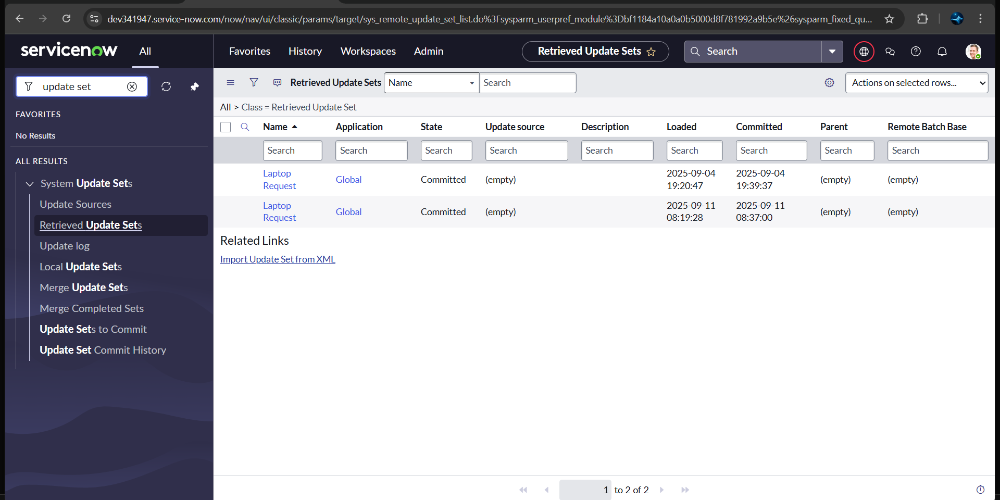 dev341947.service-now.com/now/nav/ui/classic/params/target/sys_remote_update_set_list.do%3Fsysparm_userpref_module%3Dbf1184a10a0a0b5000d8f781992a9b5e%26sysparm_fixed_qu...
servicenow All Favorites History Workspaces Admin Retrieved Update Sets Search
update set
FAVORITES
No Results
ALL RESULTS
System Update Sets
Update Sources
Retrieved Update Sets
Update log
Local Update Sets
Merge Update Sets
Merge Completed Sets
Update Sets to Commit
Update Set Commit History
Retrieved Update Sets Name Search Actions on selected rows...
All > Class = Retrieved Update Set
Name Application State Update source Description Loaded Committed Parent Remote Batch Base
Search Search Search Search Search Search Search Search Search
Laptop Request Global Committed (empty) 2025-09-04 19:20:47 2025-09-04 19:39:37 (empty) (empty)
Laptop Request Global Committed (empty) 2025-09-11 08:19:28 2025-09-11 08:37:00 (empty) (empty)
Related Links
Import Update Set from XML
1 to 2 of 2